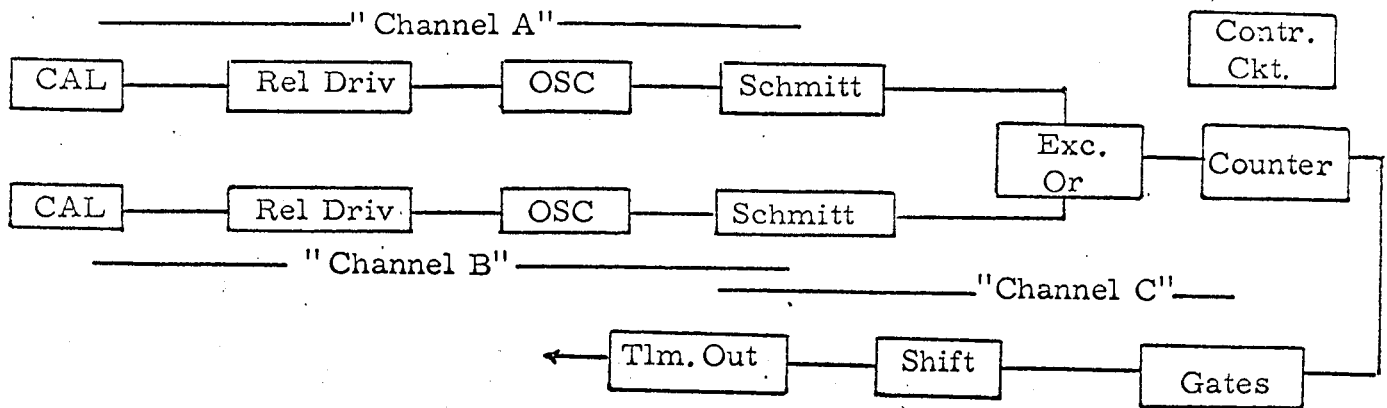 "Channel A"
Contr.
Ckt.
CAL
Rel Driv
OSC
Schmitt
Exc.
Or
Counter
CAL
Rel Driv.
OSC
Schmitt
"Channel B"
"Channel C"
Tlm. Out
Shift
Gates